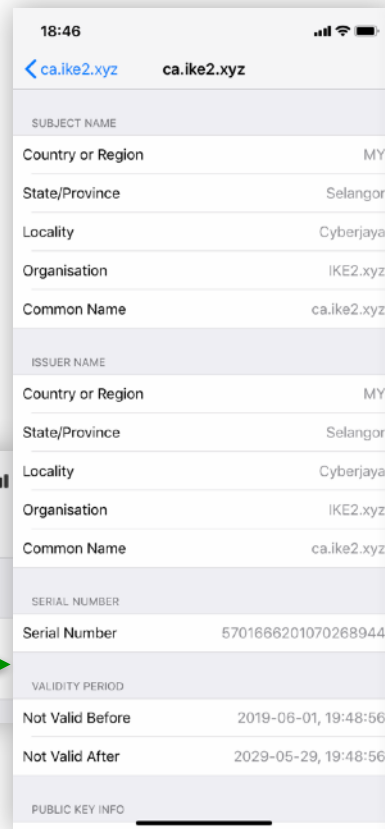 18:46
ca.ike2.xyz ca.ike2.xyz
SUBJECT NAME
Country or Region MY
State/Province Selangor
Locality Cyberjaya
Organisation IKE2.xyz
Common Name ca.ike2.xyz
ISSUER NAME
Country or Region MY
State/Province Selangor
Locality Cyberjaya
Organisation IKE2.xyz
Common Name ca.ike2.xyz
SERIAL NUMBER
Serial Number 5701666201070268944
VALIDITY PERIOD
Not Valid Before 2019-06-01, 19:48:56
Not Valid After 2029-05-29, 19:48:56
PUBLIC KEY INFO